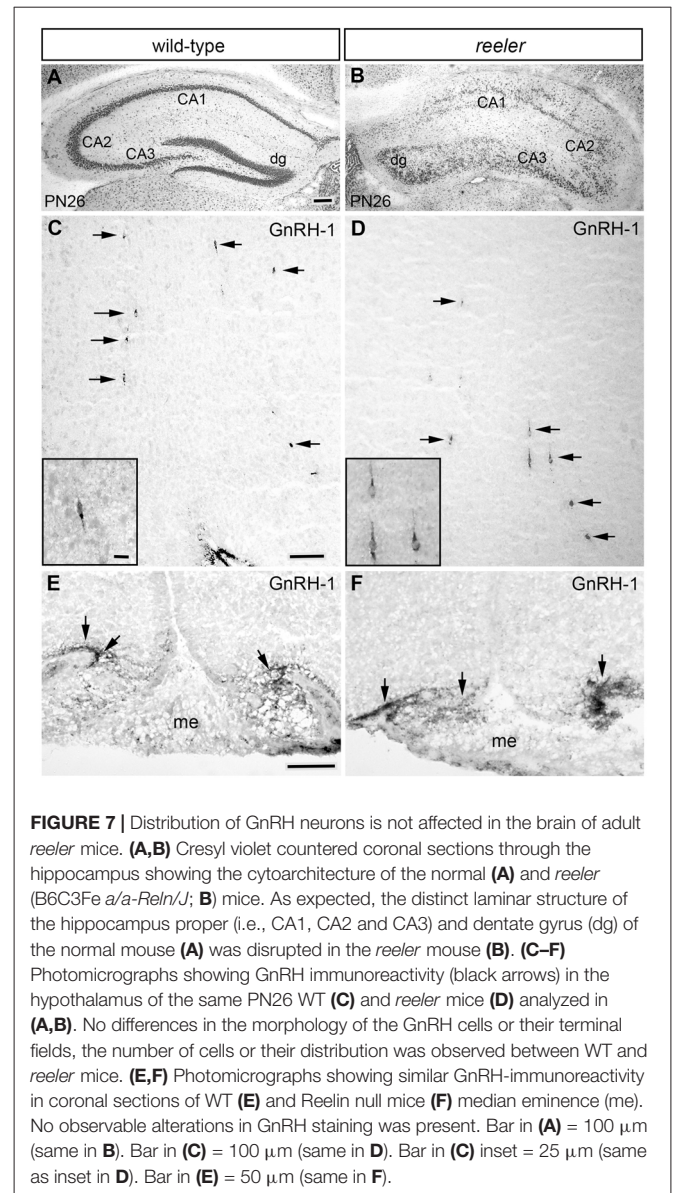 wild-type
reeler
A
CA1
CA2
CA3
dg
PN26
B
CA1
CA2
CA3
dg
PN26
C
GnRH-1
D
GnRH-1
E
GnRH-1
me
F
GnRH-1
me
FIGURE 7 | Distribution of GnRH neurons is not affected in the brain of adult
reeler mice. (A,B) Cresyl violet countered coronal sections through the
hippocampus showing the cytoarchitecture of the normal (A) and reeler
(B6C3Fe a/a-Reln/J; B) mice. As expected, the distinct laminar structure of
the hippocampus proper (i.e., CA1, CA2 and CA3) and dentate gyrus (dg) of
the normal mouse (A) was disrupted in the reeler mouse (B). (C–F)
Photomicrographs showing GnRH immunoreactivity (black arrows) in the
hypothalamus of the same PN26 WT (C) and reeler mice (D) analyzed in
(A,B). No differences in the morphology of the GnRH cells or their terminal
fields, the number of cells or their distribution was observed between WT and
reeler mice. (E,F) Photomicrographs showing similar GnRH-immunoreactivity
in coronal sections of WT (E) and Reelin null mice (F) median eminence (me).
No observable alterations in GnRH staining was present. Bar in (A) = 100 μm
(same in B). Bar in (C) = 100 μm (same in D). Bar in (C) inset = 25 μm (same
as inset in D). Bar in (E) = 50 μm (same in F).